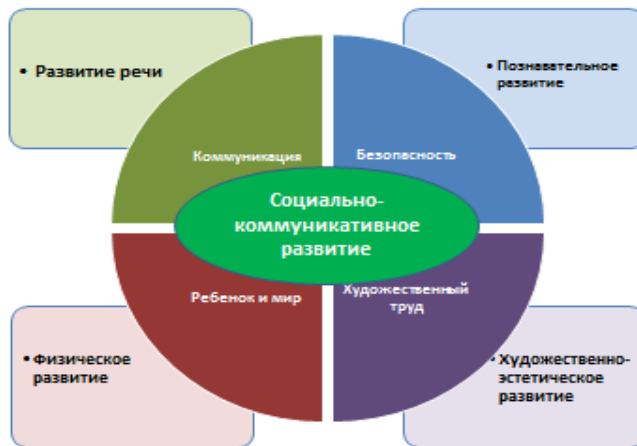 • Развитие речи
• Познавательное
развитие
Коммуникация
Безопасность
Социально-
коммуникативное
развитие
Ребенок и мир
Художественный
труд
• Физическое
развитие
• Художественно-
эстетическое
развитие